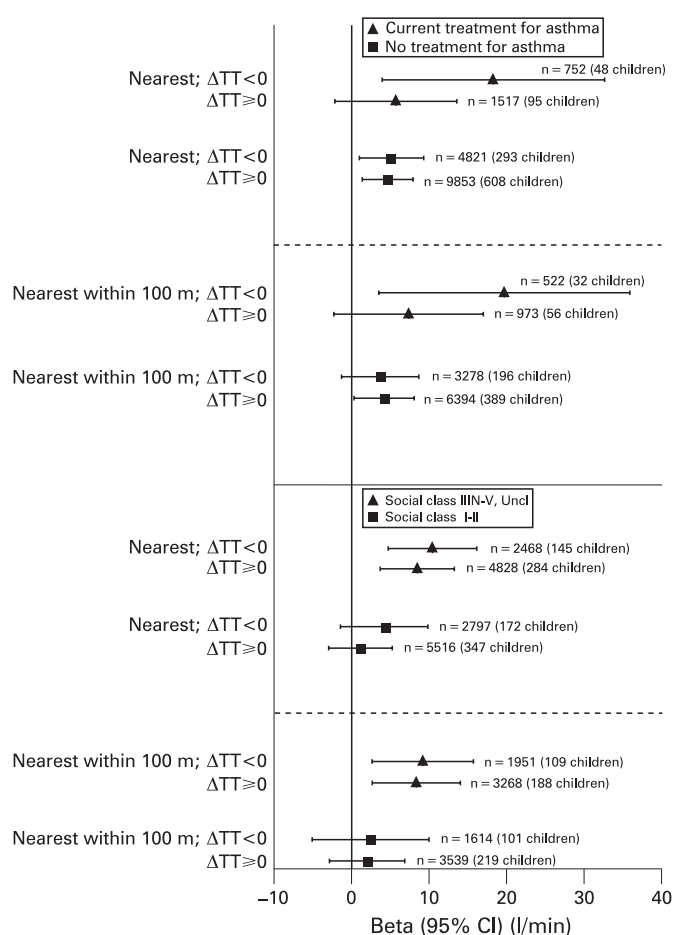 Current treatment for asthma
No treatment for asthma
Nearest; ΔTT<0
n = 752 (48 children)
ΔTT⩾0
n = 1517 (95 children)
Nearest; ΔTT<0
n = 4821 (293 children)
ΔTT⩾0
n = 9853 (608 children)
Nearest within 100 m; ΔTT<0
n = 522 (32 children)
ΔTT⩾0
n = 973 (56 children)
Nearest within 100 m; ΔTT<0
n = 3278 (196 children)
ΔTT⩾0
n = 6394 (389 children)
Social class IIIN-V, Uncl
Social class I-II
Nearest; ΔTT<0
n = 2468 (145 children)
ΔTT⩾0
n = 4828 (284 children)
Nearest; ΔTT<0
n = 2797 (172 children)
ΔTT⩾0
n = 5516 (347 children)
Nearest within 100 m; ΔTT<0
n = 1951 (109 children)
ΔTT⩾0
n = 3268 (188 children)
Nearest within 100 m; ΔTT<0
n = 1614 (101 children)
ΔTT⩾0
n = 3539 (219 children)
–10 0 10 20 30 40
Beta (95% CI) (l/min)